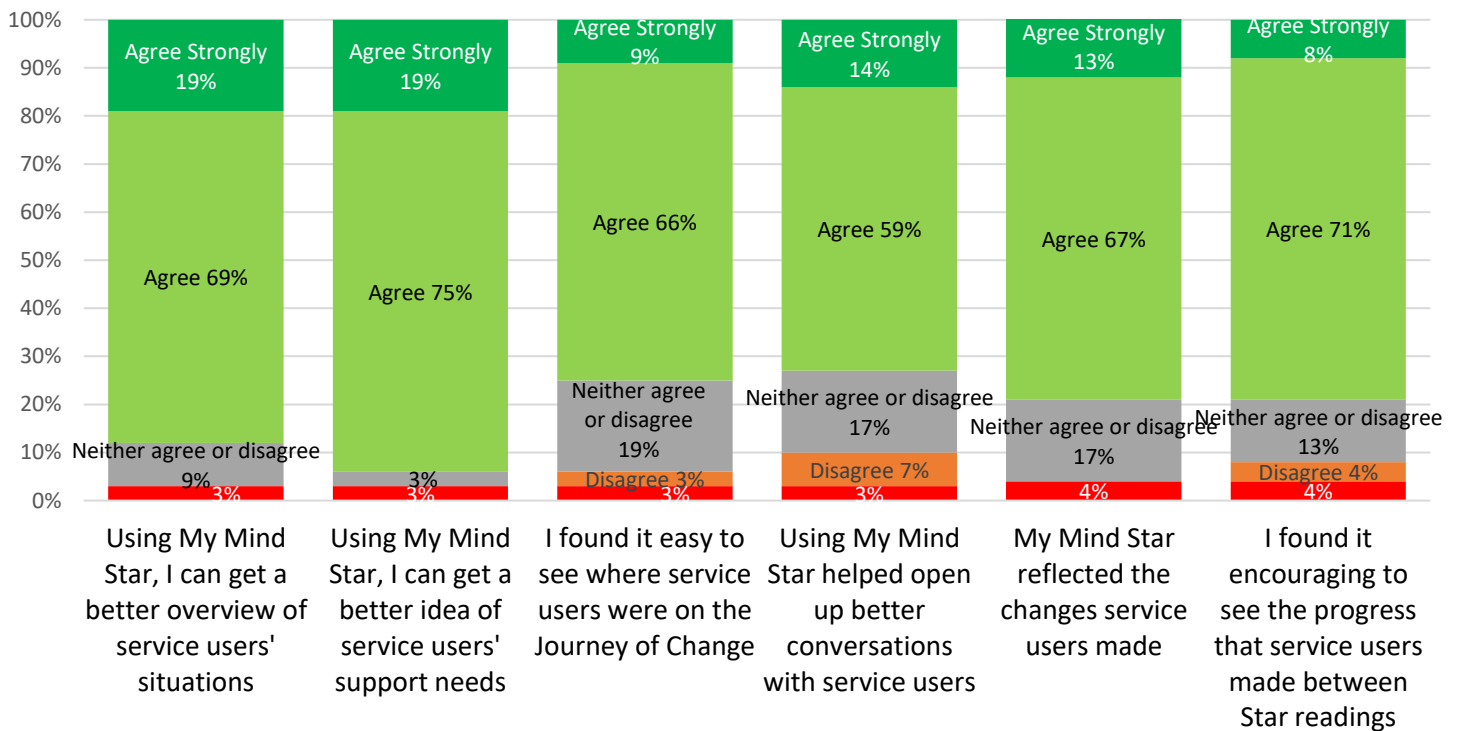 100%
90%
80%
70%
60%
50%
40%
30%
20%
10%
0%
Agree Strongly
19%
Agree 69%
Neither agree or disagree
9%
3%
Agree Strongly
19%
Agree 75%
3%
3%
Agree Strongly
9%
Agree 66%
Neither agree
or disagree
19%
Disagree 3%
3%
Agree Strongly
14%
Agree 59%
Neither agree or disagree
17%
Disagree 7%
3%
Agree Strongly
13%
Agree 67%
Neither agree or disagree
17%
4%
Agree Strongly
8%
Agree 71%
Neither agree or disagree
13%
Disagree 4%
4%
Using My Mind
Star, I can get a
better overview of
service users'
situations
Using My Mind
Star, I can get a
better idea of
service users'
support needs
I found it easy to
see where service
users were on the
Journey of Change
Using My Mind
Star helped open
up better
conversations
with service users
My Mind Star
reflected the
changes service
users made
I found it
encouraging to
see the progress
that service users
made between
Star readings